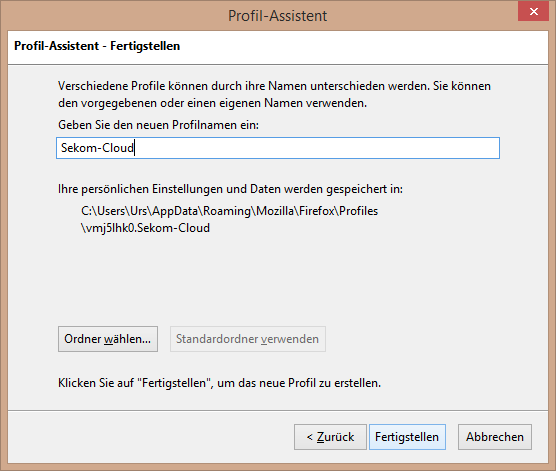 Profil-Assistent
Profil-Assistent - Fertigstellen
Verschiedene Profile können durch ihre Namen unterschieden werden. Sie können
den vorgegebenen oder einen eigenen Namen verwenden.
Geben Sie den neuen Profilnamen ein:
Sekom-Cloud
Ihre persönlichen Einstellungen und Daten werden gespeichert in:
C:\Users\Urs\AppData\Roaming\Mozilla\Firefox\Profiles
\vmj5lhk0.Sekom-Cloud
Ordner wählen...
Standardordner verwenden
Klicken Sie auf "Fertigstellen", um das neue Profil zu erstellen.
< Zurück
Fertigstellen
Abbrechen